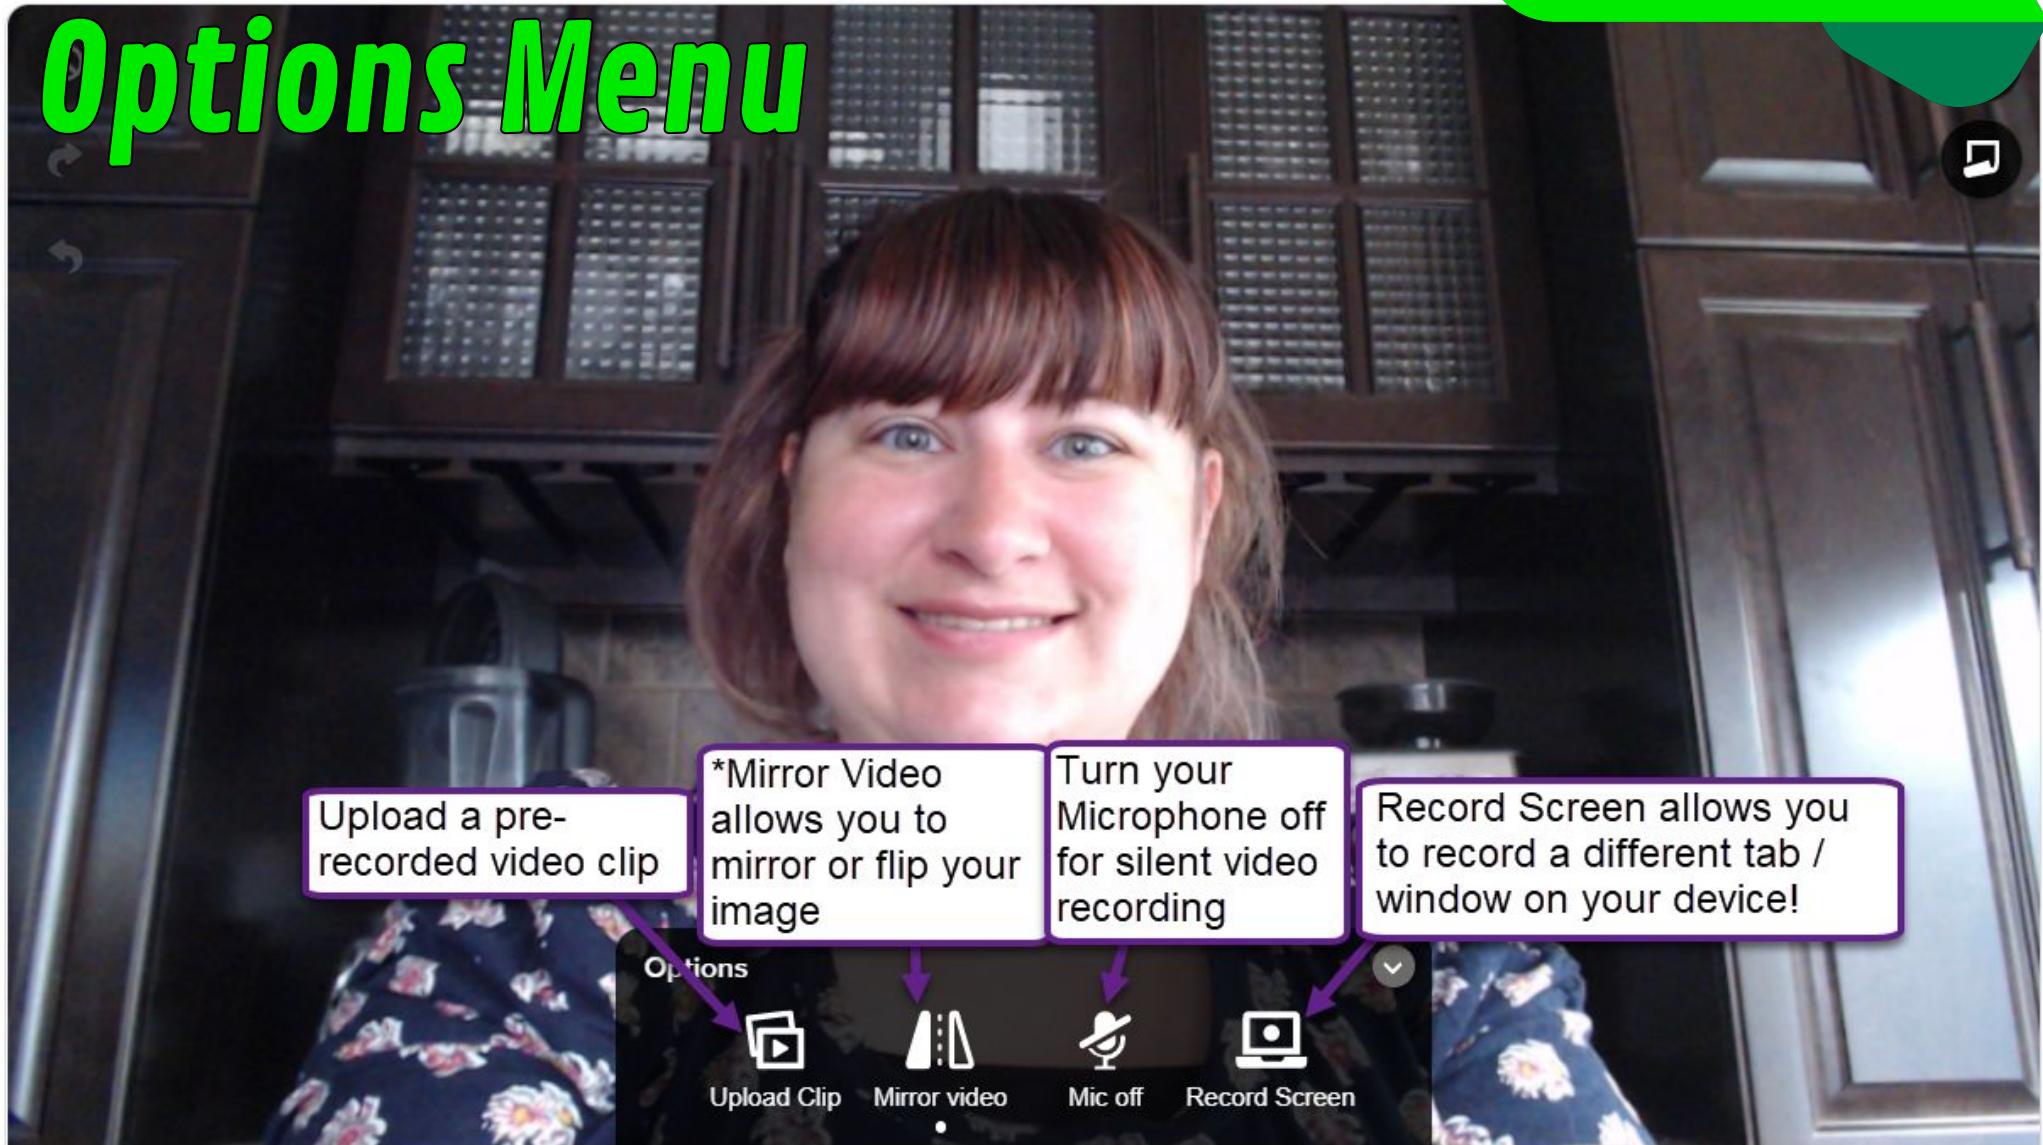 Options Menu
Upload a pre-
recorded video clip
*Mirror Video
allows you to
mirror or flip your
image
Turn your
Microphone off
for silent video
recording
Record Screen allows you
to record a different tab /
window on your device!
Options
Upload Clip
Mirror video
Mic off
Record Screen